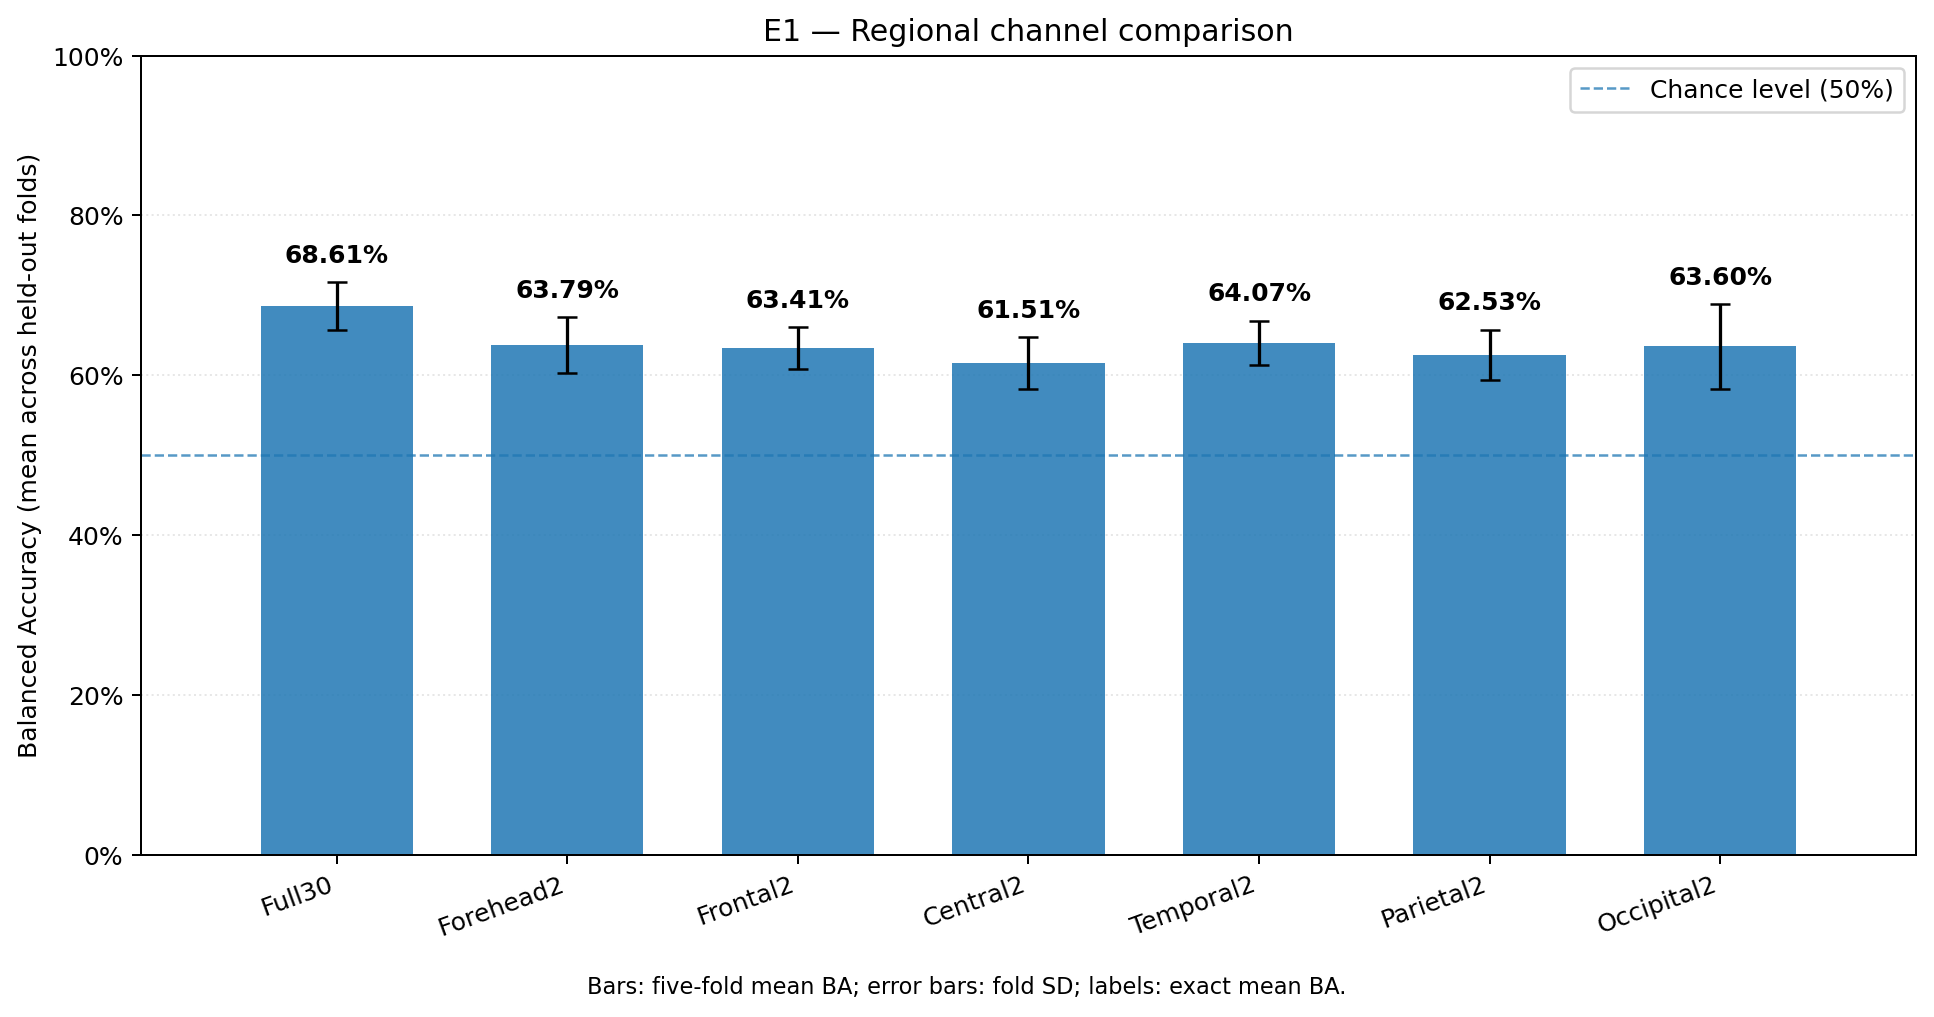 E1 — Regional channel comparison
100%
80%
60%
40%
20%
0%
Balanced Accuracy (mean across held-out folds)
Chance level (50%)
68.61%
63.79%
63.41%
61.51%
64.07%
62.53%
63.60%
Full30
Forehead2
Frontal2
Central2
Temporal2
Parietal2
Occipital2
Bars: five-fold mean BA; error bars: fold SD; labels: exact mean BA.